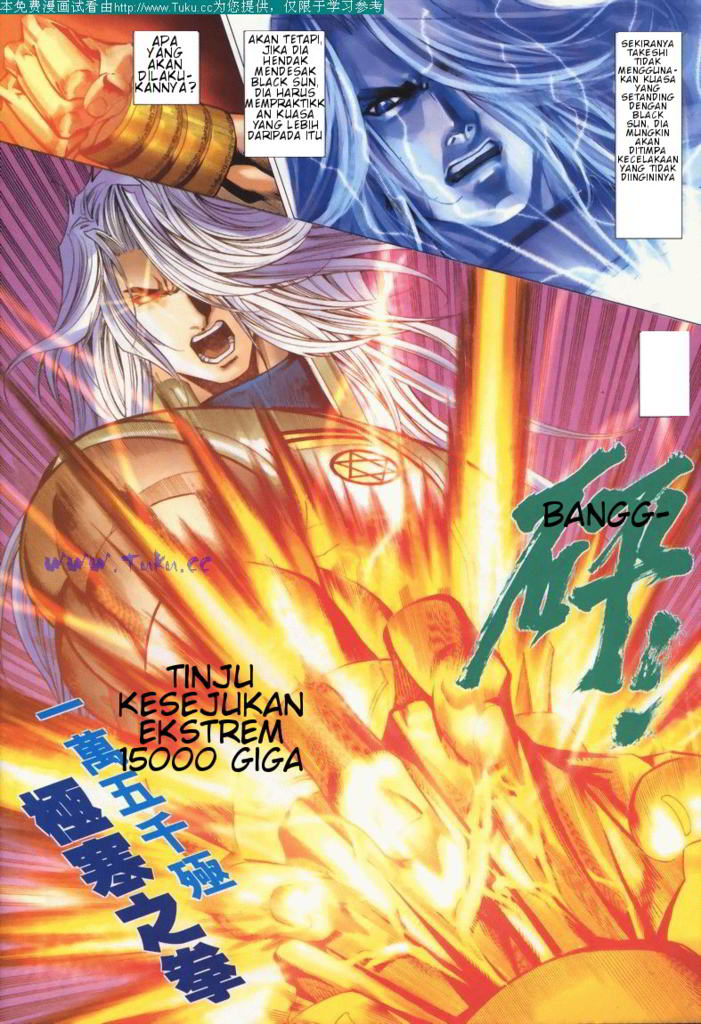 本免费漫画试看由http://www.Tuku.cc为您提供，仅限于学习参考
SEKIRANYA
TAKESHI
TIDAK
MENGGUNA-
KAN KUASA
YANG
SETANDING
DENGAN
BLACK
SUN, DIA
MUNGKIN
AKAN
DITIMPA
KECELAKAAN
YANG TIDAK
DIINGININYA
AKAN TETAPI,
JIKA DIA
HENDAK
MENDESAK
BLACK SUN,
DIA HARUS
MEMPRAKTIKK
AN KUASA
YANG LEBIH
DARIPADA ITU
APA
YANG
AKAN
DILAKU-
KANNYA?
BANGG-
砰!
www.Tuku.cc
TINJU
KESEJUKAN
EKSTREM
15000 GIGA
一萬五千殛
極寒之拳